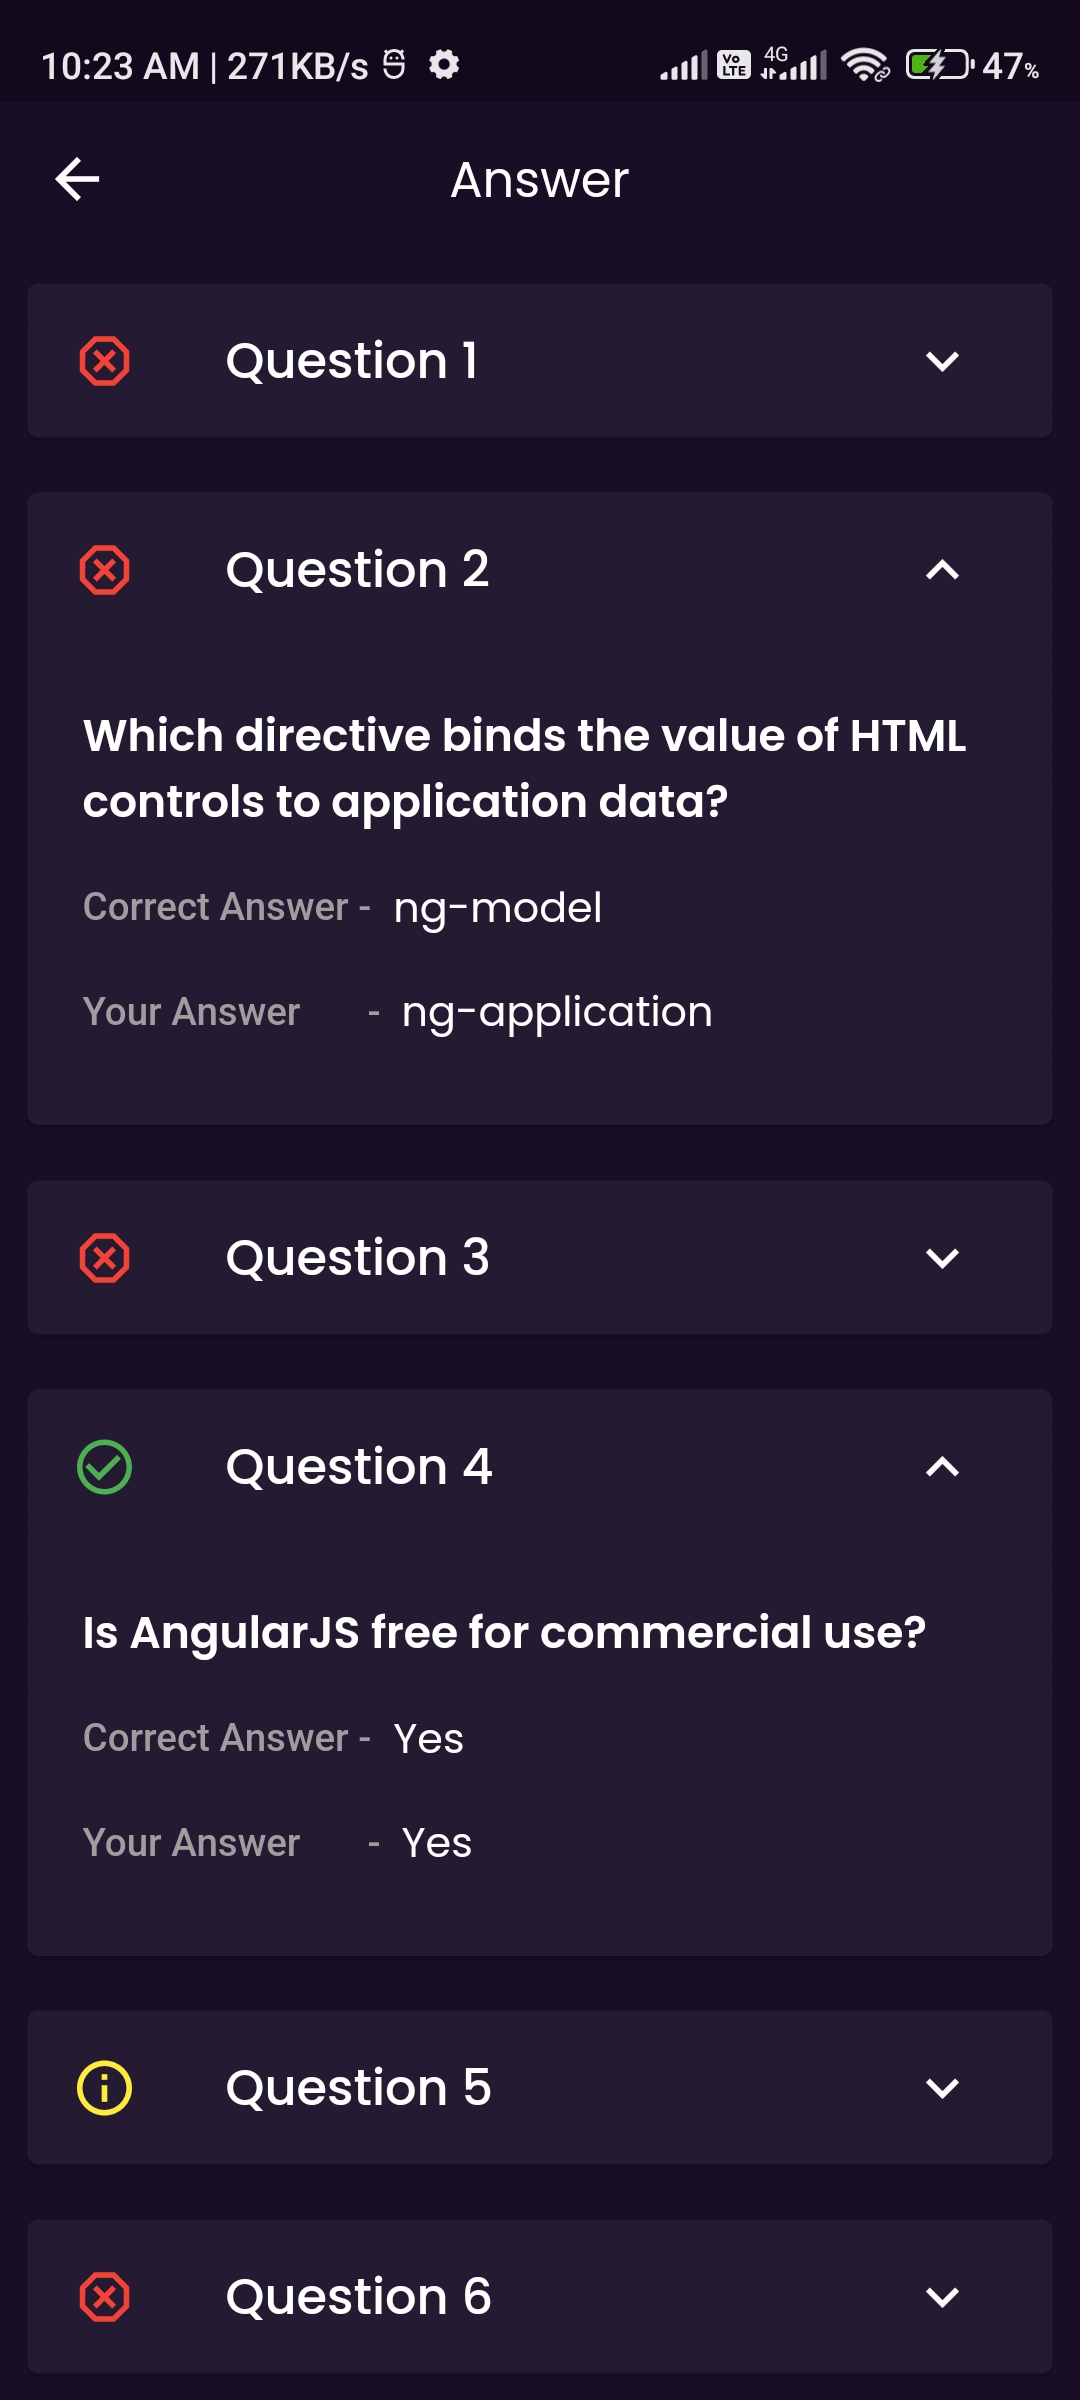 10:23 AM | 271KB/s Vo LTE 4G 47%
Answer
Question 1
Question 2
Which directive binds the value of HTML
controls to application data?
Correct Answer - ng-model
Your Answer - ng-application
Question 3
Question 4
Is AngularJS free for commercial use?
Correct Answer - Yes
Your Answer - Yes
Question 5
Question 6